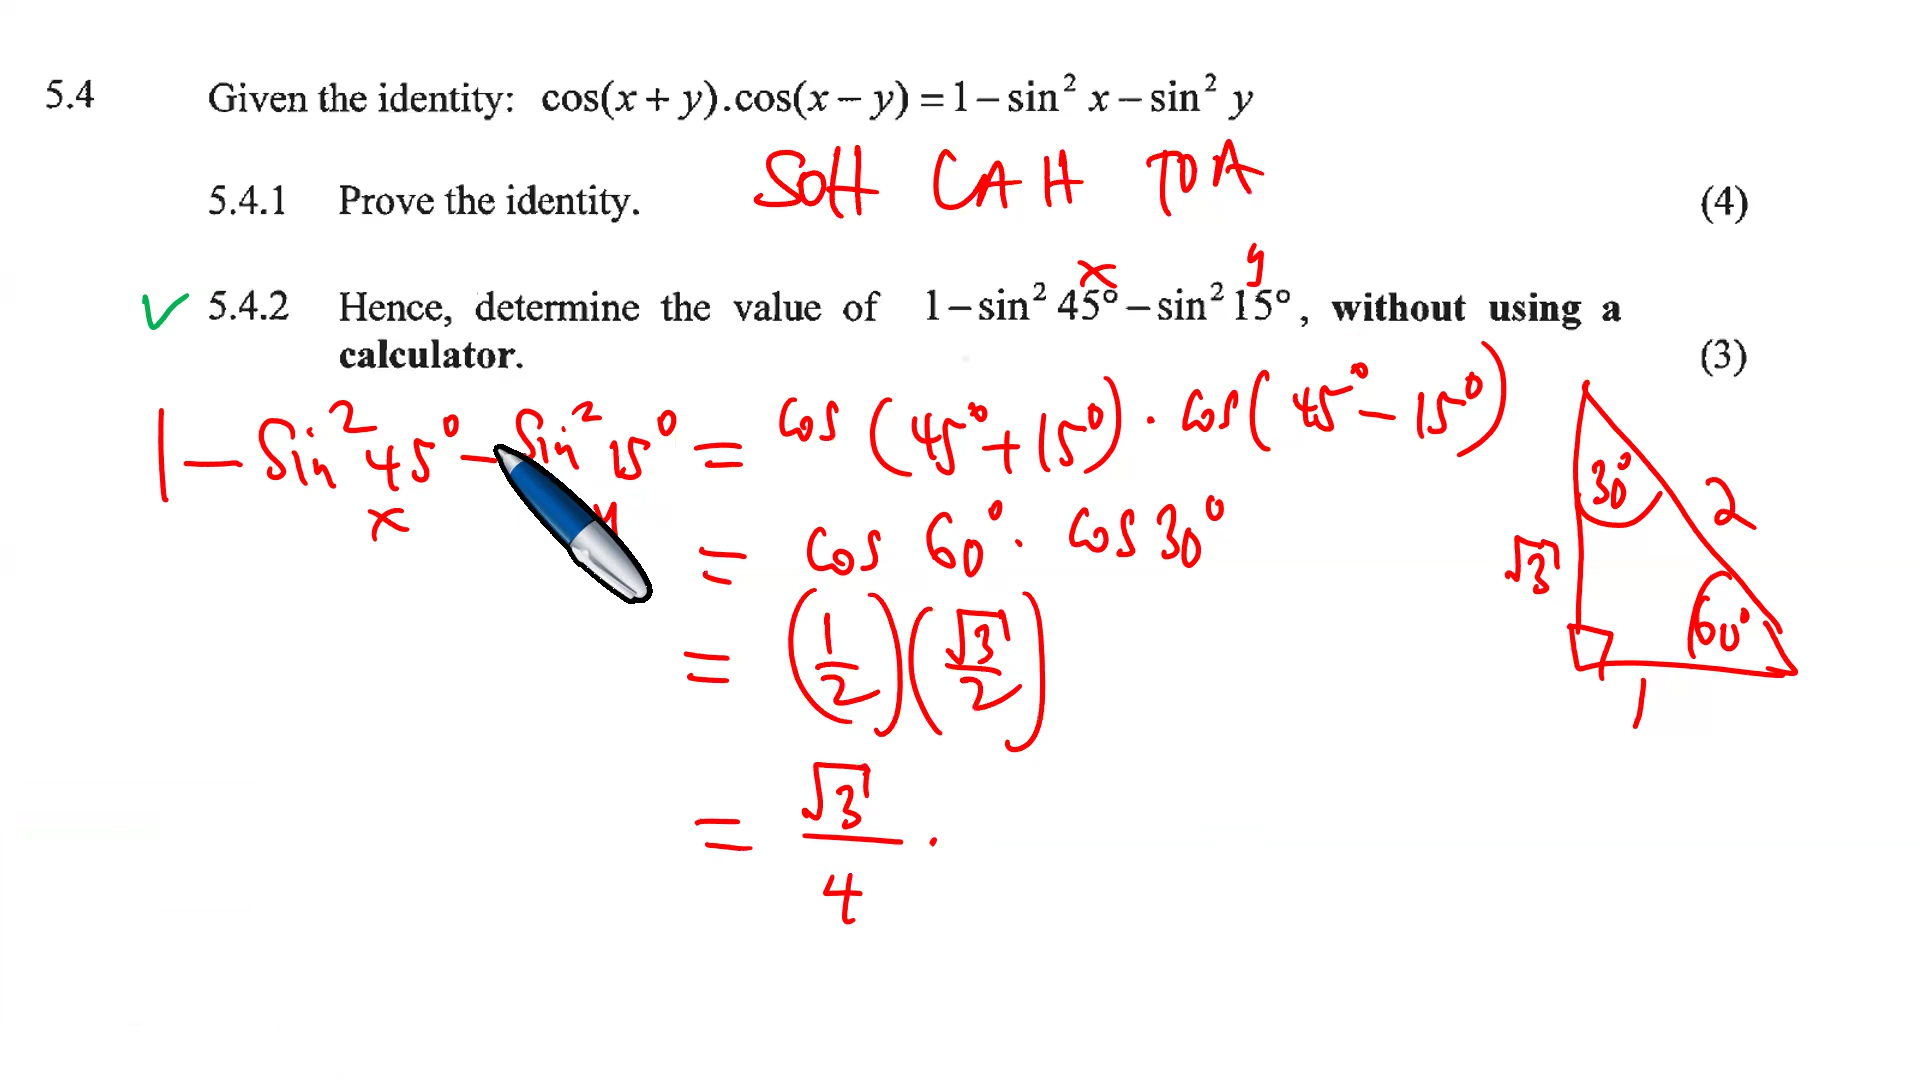 5.4 Given the identity: cos(x + y).cos(x − y) = 1 − sin² x − sin² y
SOH CAH TOA
5.4.1 Prove the identity. (4)
x y
5.4.2 Hence, determine the value of 1 − sin² 45° − sin² 15°, without using a
calculator. (3)
1 − Sin² 45° − Sin² 15° = cos (45° + 15°) · cos (45° − 15°)
x y
= cos 60° · cos 30°
= (1/2)(√3/2)
= √3/4 .
30°
2
√3
60°
1